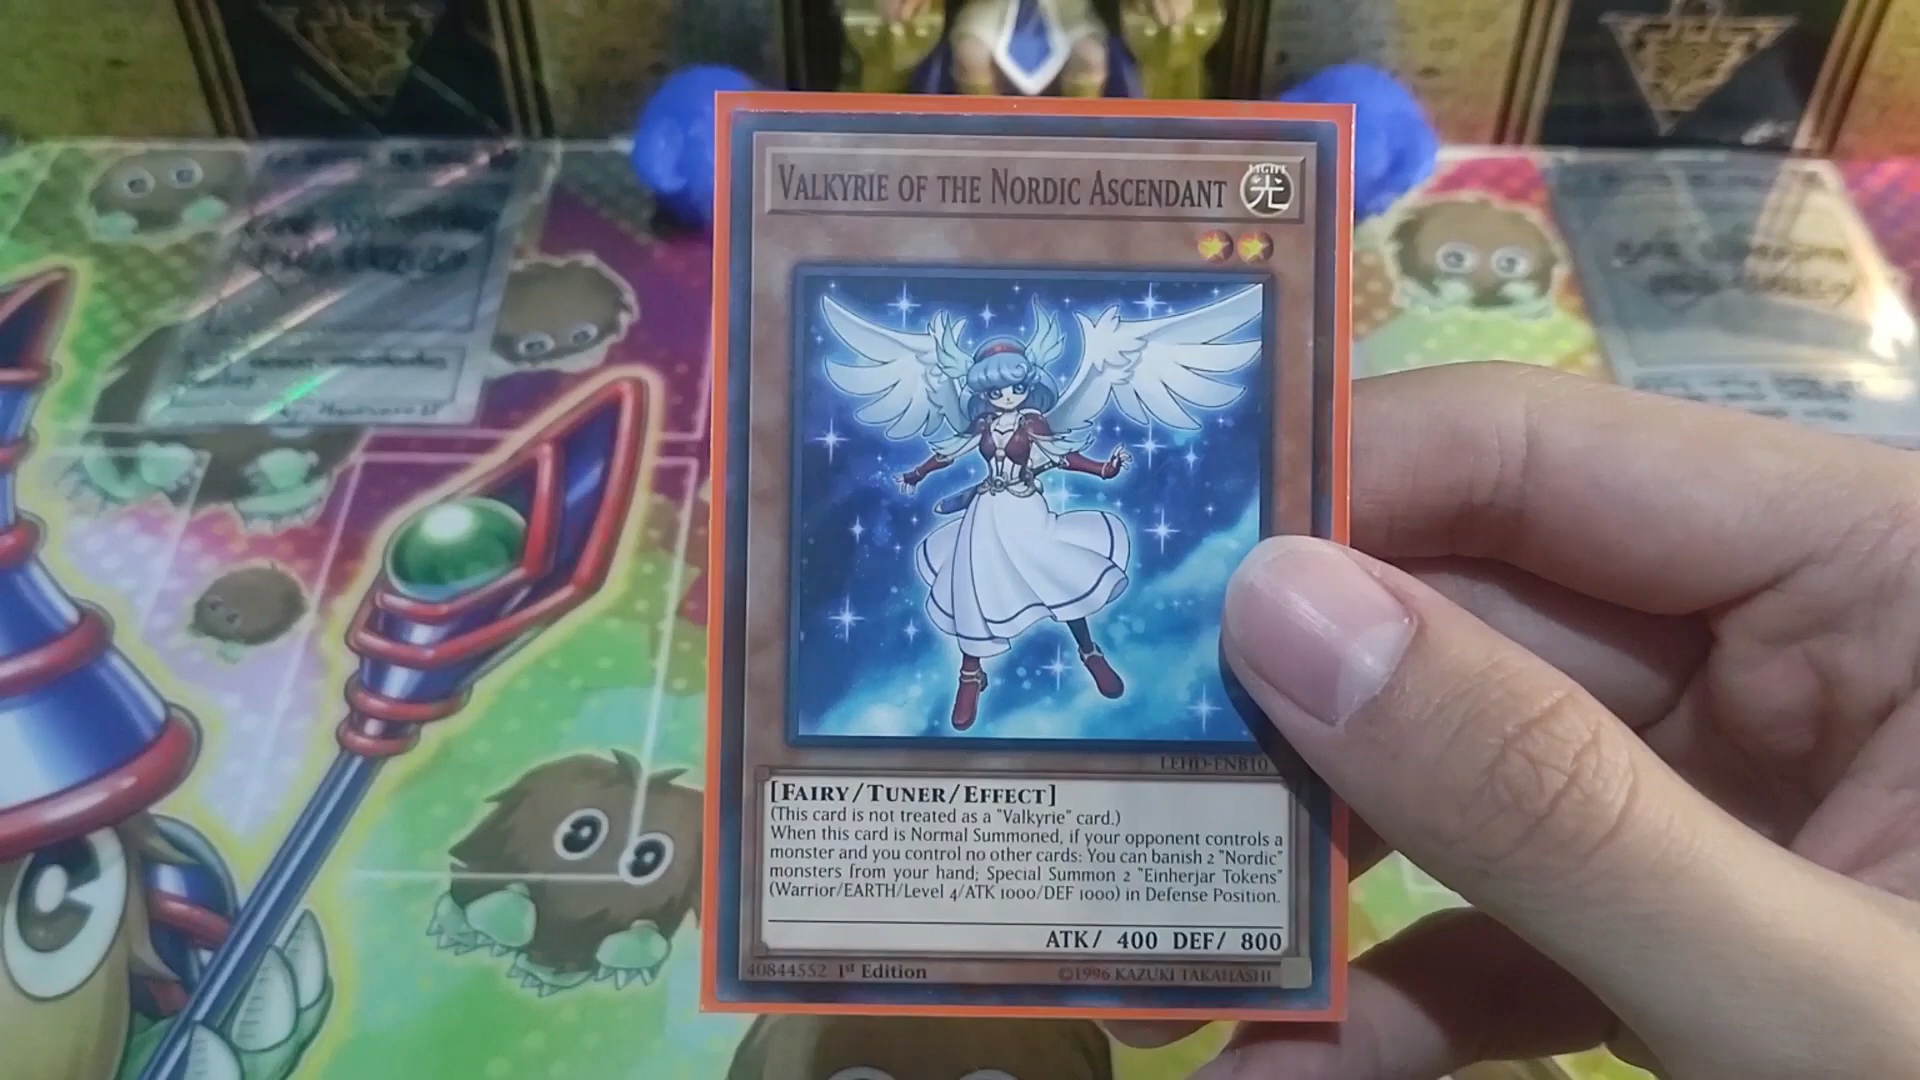 VALKYRIE OF THE NORDIC ASCENDANT
LIGHT
光
LEHD-ENB10
[FAIRY/TUNER/EFFECT]
(This card is not treated as a "Valkyrie" card.)
When this card is Normal Summoned, if your opponent controls a
monster and you control no other cards: You can banish 2 "Nordic"
monsters from your hand; Special Summon 2 "Einherjar Tokens"
(Warrior/EARTH/Level 4/ATK 1000/DEF 1000) in Defense Position.
ATK/ 400 DEF/ 800
40844552 1st Edition
©1996 KAZUKI TAKAHASHI